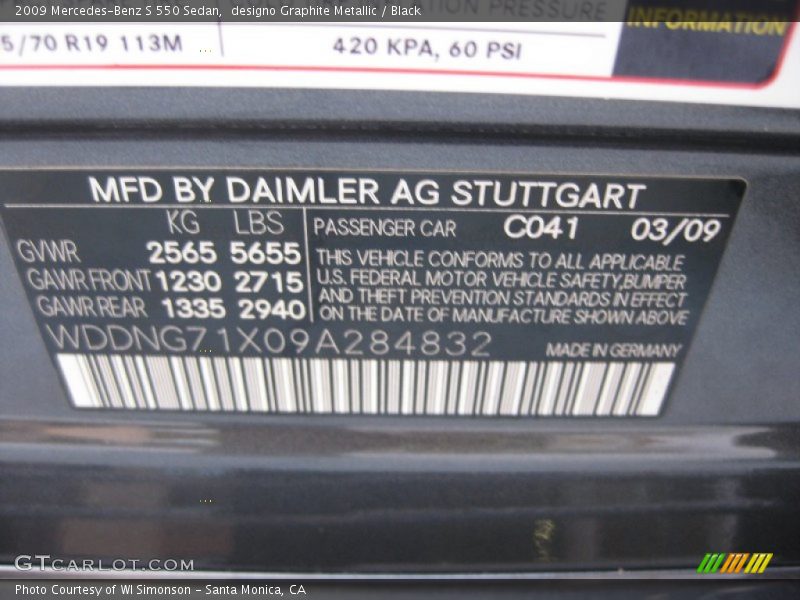 2009 Mercedes-Benz S 550 Sedan, designo Graphite Metallic / Black
PRESSURE
INFORMATION
5/70 R19 113M
420 KPA, 60 PSI
MFD BY DAIMLER AG STUTTGART
KG LBS
GVWR 2565 5655
GAWR FRONT 1230 2715
GAWR REAR 1335 2940
PASSENGER CAR C041 03/09
THIS VEHICLE CONFORMS TO ALL APPLICABLE
U.S. FEDERAL MOTOR VEHICLE SAFETY,BUMPER
AND THEFT PREVENTION STANDARDS IN EFFECT
ON THE DATE OF MANUFACTURE SHOWN ABOVE
WDDNG71X09A284832
MADE IN GERMANY
GTCARLOT.COM
Photo Courtesy of WI Simonson - Santa Monica, CA